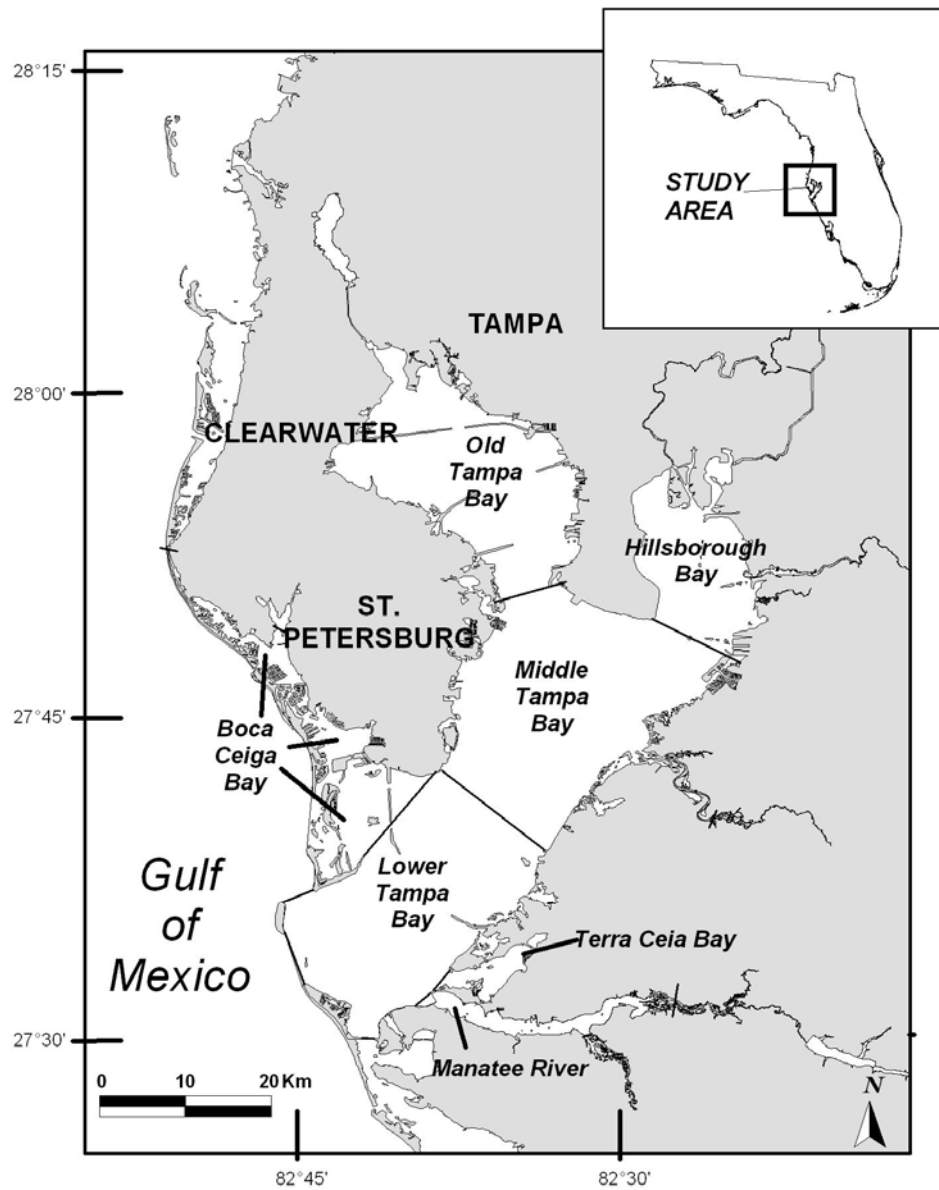 28°15'
STUDY
AREA
TAMPA
28°00'
CLEARWATER
Old
Tampa
Bay
Hillsborough
Bay
ST.
PETERSBURG
Middle
Tampa
Bay
27°45'
Boca
Ceiga
Bay
Lower
Tampa
Bay
Gulf
of
Mexico
Terra Ceia Bay
27°30'
Manatee River
0 10 20 Km
N
82°45' 82°30'